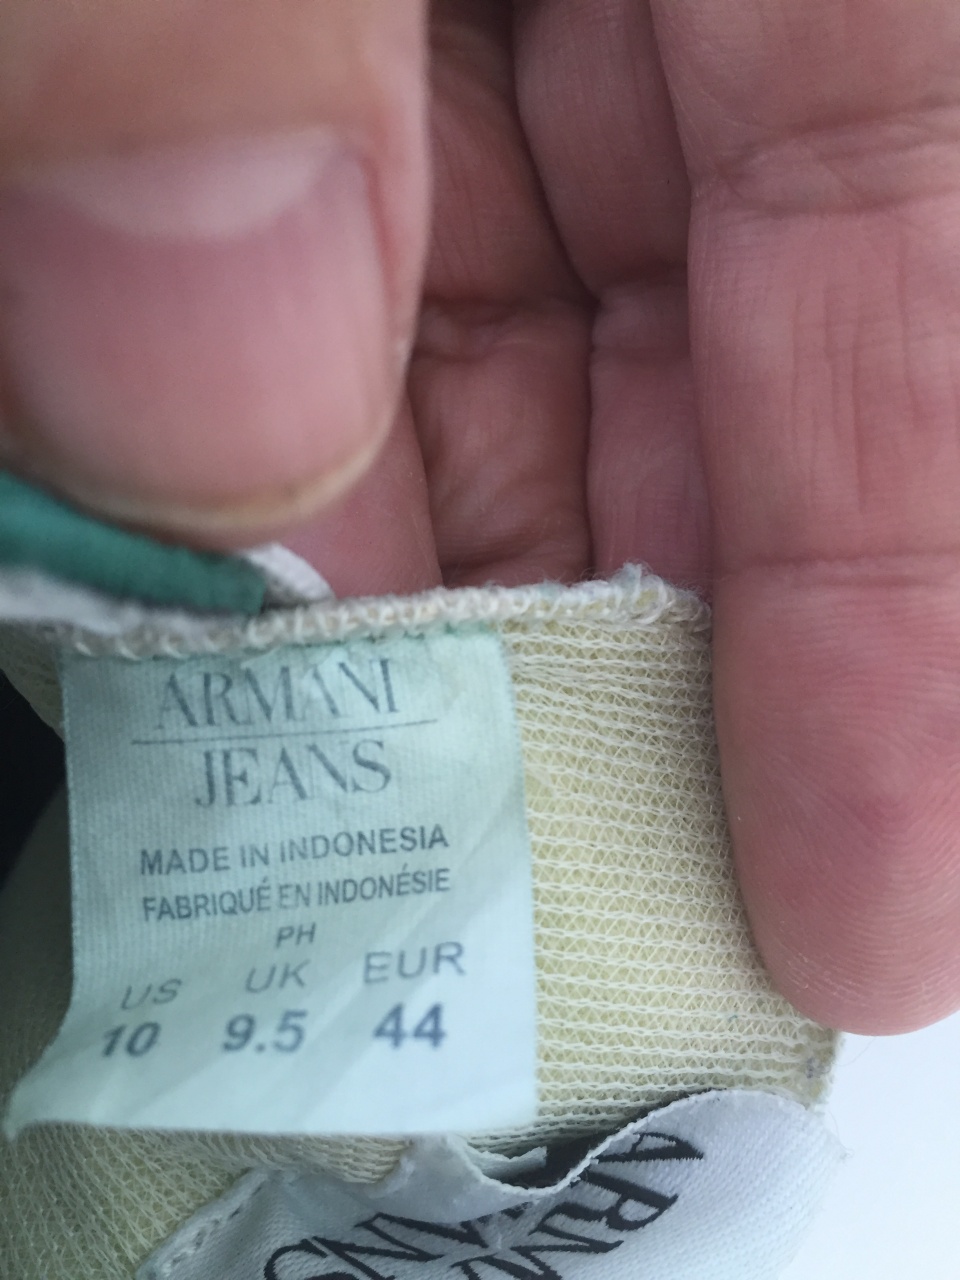 ARMANI
JEANS
MADE IN INDONESIA
FABRIQUÉ EN INDONÉSIE
PH
US UK EUR
10 9.5 44